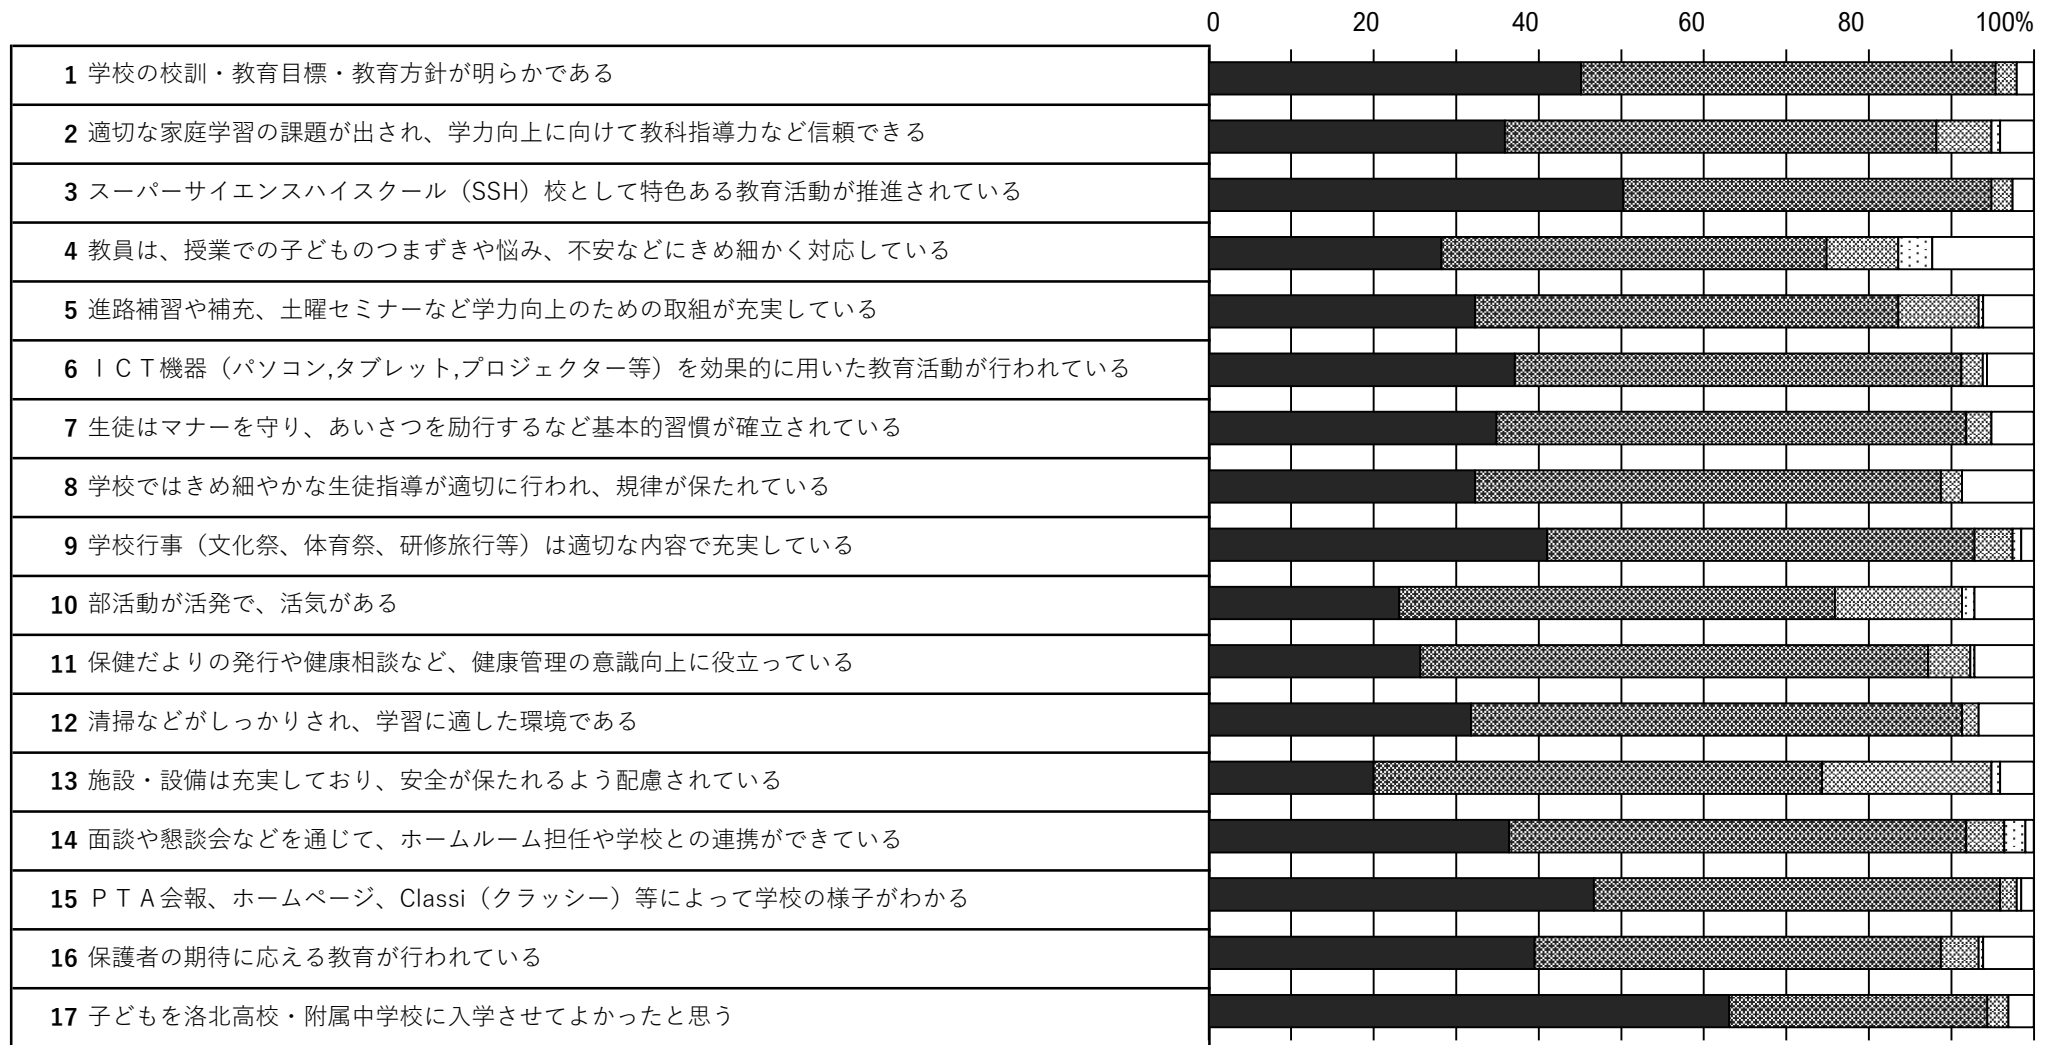 0 20 40 60 80 100%
1 学校の校訓・教育目標・教育方針が明らかである
2 適切な家庭学習の課題が出され、学力向上に向けて教科指導力など信頼できる
3 スーパーサイエンスハイスクール（SSH）校として特色ある教育活動が推進されている
4 教員は、授業での子どものつまずきや悩み、不安などにきめ細かく対応している
5 進路補習や補充、土曜セミナーなど学力向上のための取組が充実している
6 ＩＣＴ機器（パソコン,タブレット,プロジェクター等）を効果的に用いた教育活動が行われている
7 生徒はマナーを守り、あいさつを励行するなど基本的習慣が確立されている
8 学校ではきめ細やかな生徒指導が適切に行われ、規律が保たれている
9 学校行事（文化祭、体育祭、研修旅行等）は適切な内容で充実している
10 部活動が活発で、活気がある
11 保健だよりの発行や健康相談など、健康管理の意識向上に役立っている
12 清掃などがしっかりされ、学習に適した環境である
13 施設・設備は充実しており、安全が保たれるよう配慮されている
14 面談や懇談会などを通じて、ホームルーム担任や学校との連携ができている
15 ＰＴＡ会報、ホームページ、Classi（クラッシー）等によって学校の様子がわかる
16 保護者の期待に応える教育が行われている
17 子どもを洛北高校・附属中学校に入学させてよかったと思う